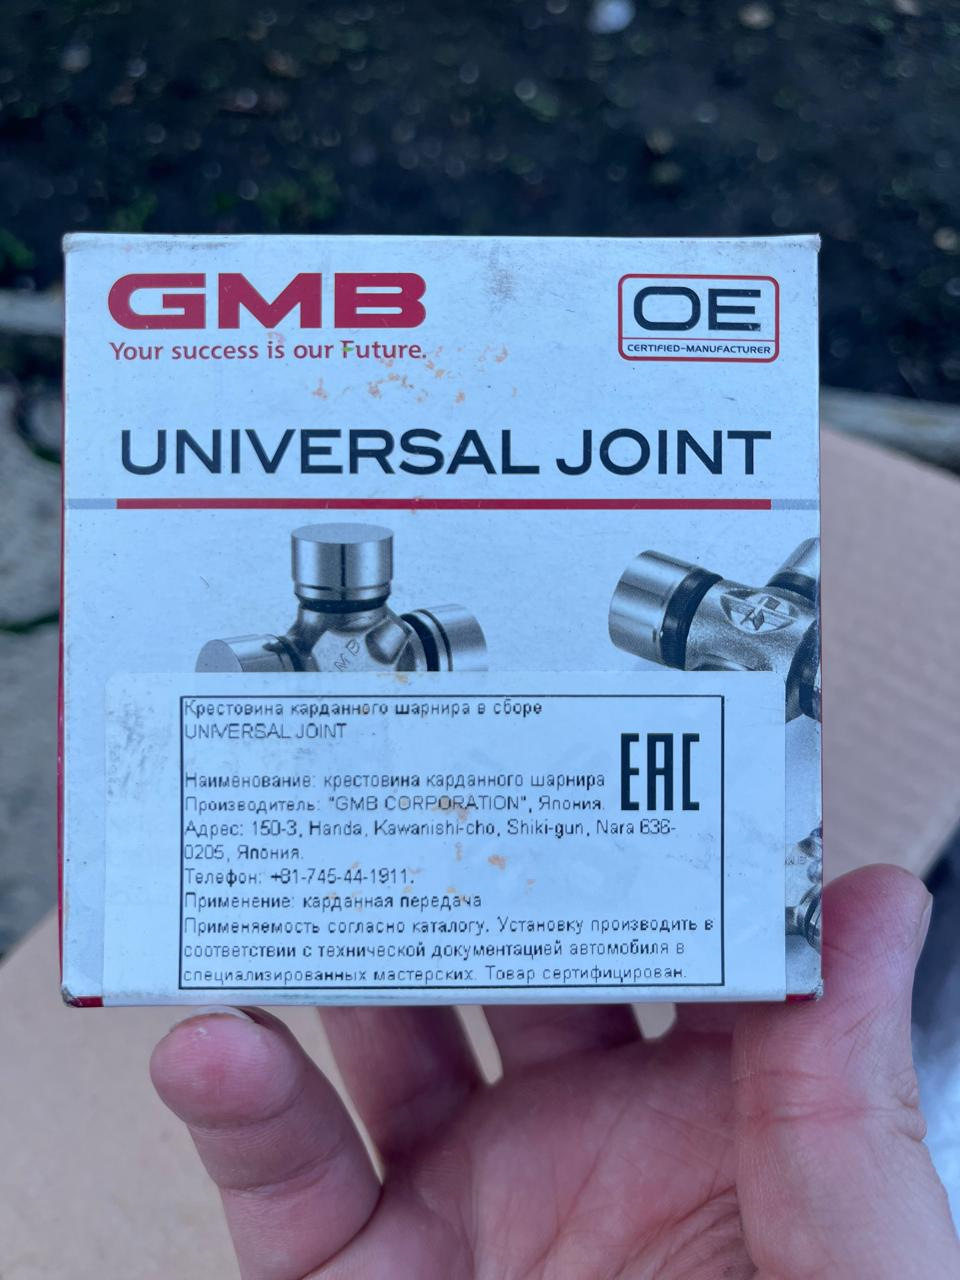 GMB
Your success is our Future.
OE
CERTIFIED-MANUFACTURER
UNIVERSAL JOINT
GMB
Крестовина карданного шарнира в сборе
UNIVERSAL JOINT
EAC
Наименование: крестовина карданного шарнира
Производитель: "GMB CORPORATION", Япония.
Адрес: 150-3, Handa, Kawanishi-cho, Shiki-gun, Nara 636-
0205, Япония.
Телефон: +81-745-44-1911.
Применение: карданная передача
Применяемость согласно каталогу. Установку производить в
соответствии с технической документацией автомобиля в
специализированных мастерских. Товар сертифицирован.